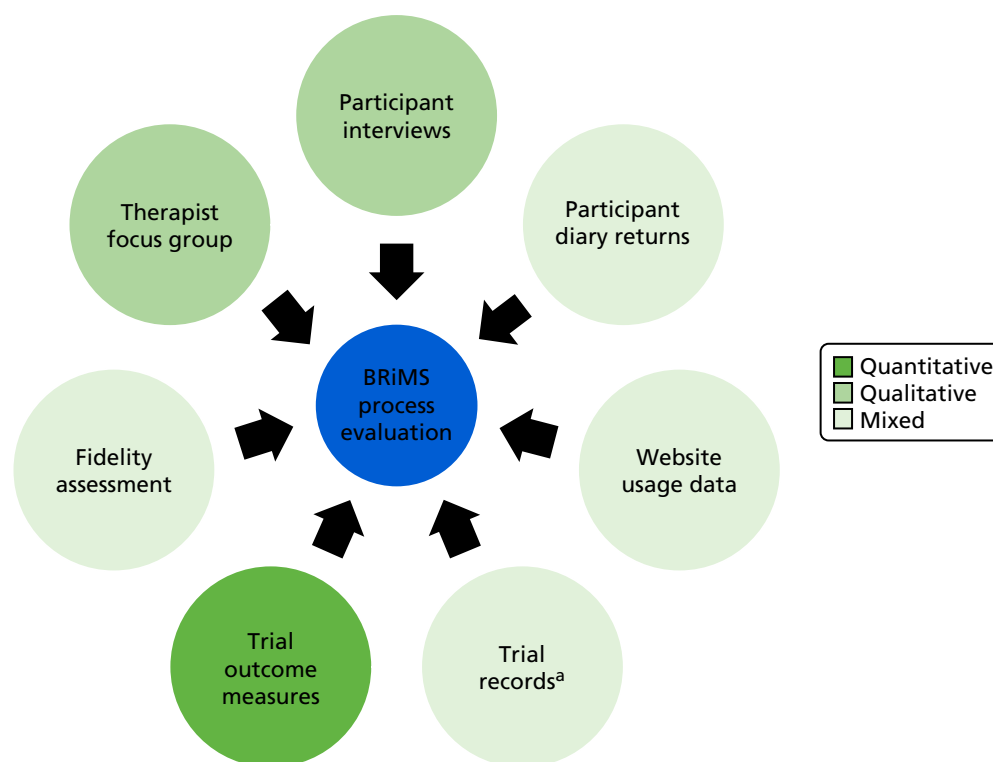 Participant
interviews
Therapist
focus group
Participant
diary returns
BRiMS
process
evaluation
Quantitative
Qualitative
Mixed
Fidelity
assessment
Website
usage data
Trial
outcome
measures
Trial
recordsᵃ